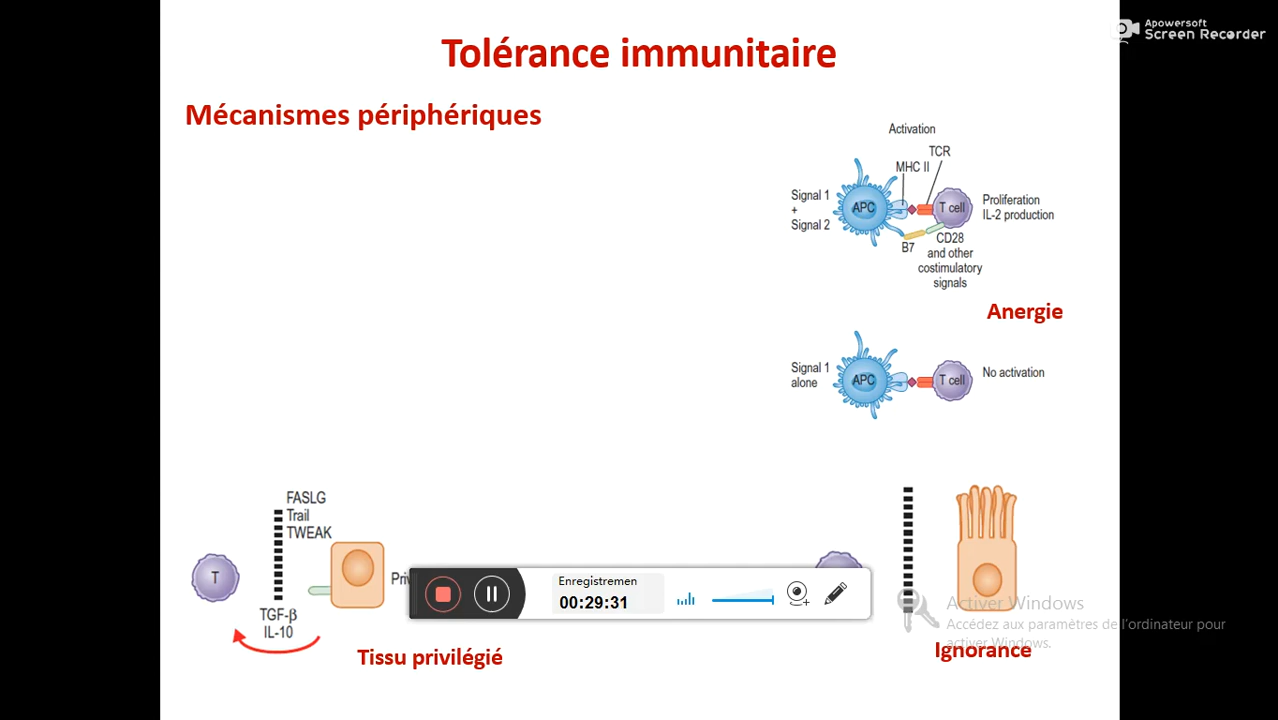 Apowersoft
Screen Recorder
Tolérance immunitaire
Mécanismes périphériques
Activation
TCR
MHC II
Signal 1
+
Signal 2
APC
T cell
Proliferation
IL-2 production
B7
CD28
and other
costimulatory
signals
Anergie
Signal 1
alone
APC
T cell
No activation
FASLG
Trail
TWEAK
T
TGF-β
IL-10
Tissu privilégié
Enregistremen
00:29:31
Activer Windows
Accédez aux paramètres de l'ordinateur pour
activer Windows.
Ignorance